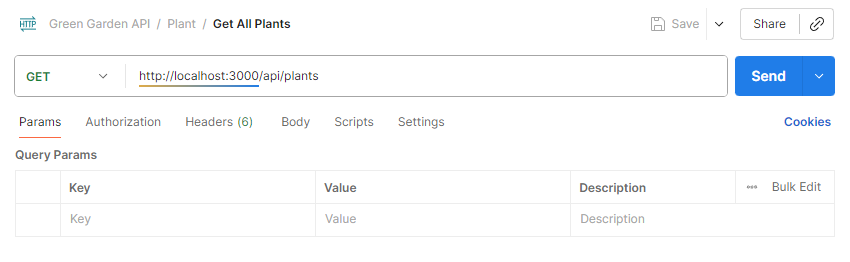 HTTP Green Garden API / Plant / Get All Plants Save Share
GET http://localhost:3000/api/plants Send
Params Authorization Headers (6) Body Scripts Settings Cookies
Query Params
Key Value Description Bulk Edit
Key Value Description